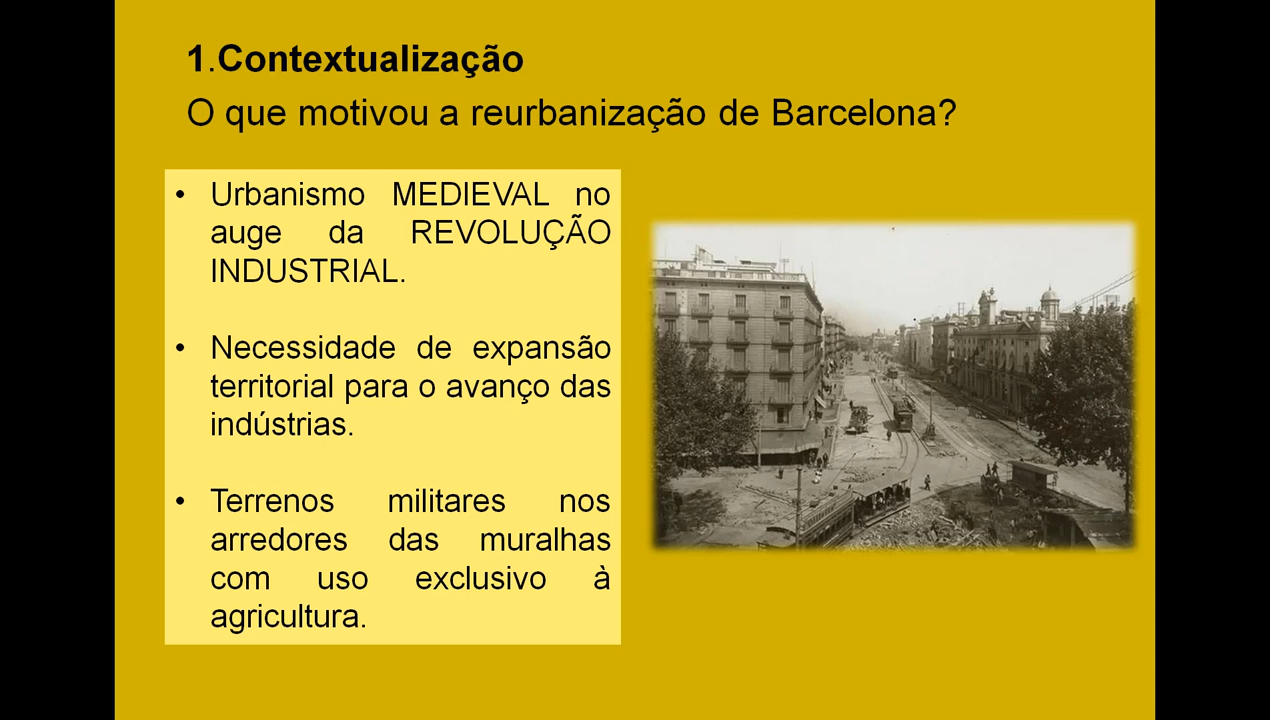 1.Contextualização
O que motivou a reurbanização de Barcelona?
• Urbanismo MEDIEVAL no
auge da REVOLUÇÃO
INDUSTRIAL.
• Necessidade de expansão
territorial para o avanço das
indústrias.
• Terrenos militares nos
arredores das muralhas
com uso exclusivo à
agricultura.